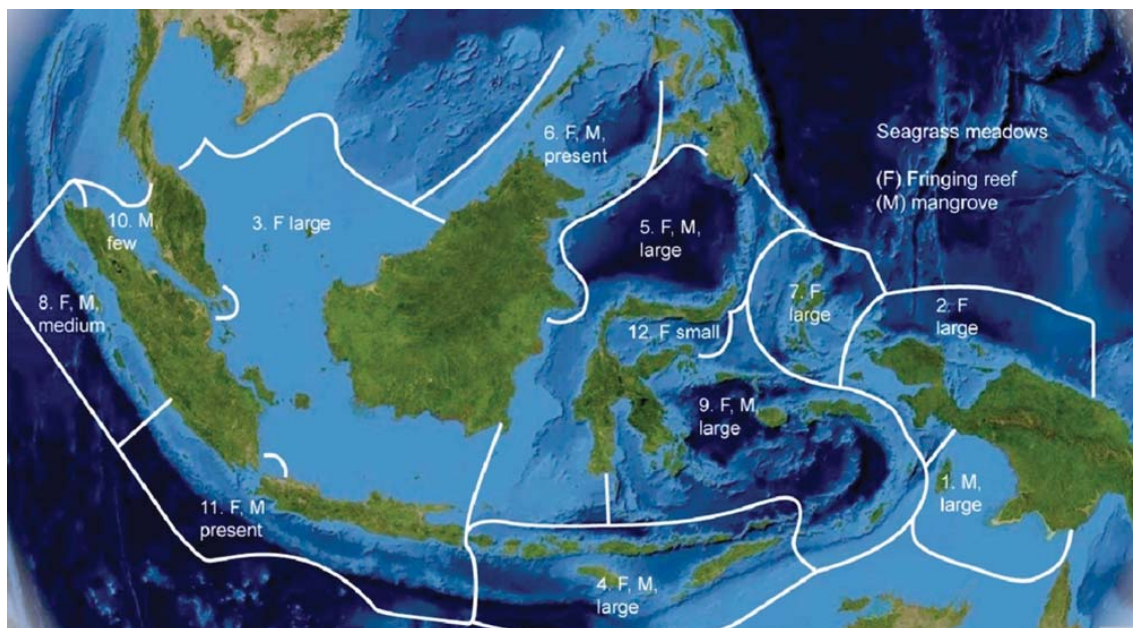 6. F, M,
present
Seagrass meadows
(F) Fringing reef
(M) mangrove
10. M,
few
3. F large
5. F, M,
large
8. F, M,
medium
7. F
large
2. F
large
12. F small
9. F, M,
large
1. M,
large
11. F, M
present
4. F, M,
large